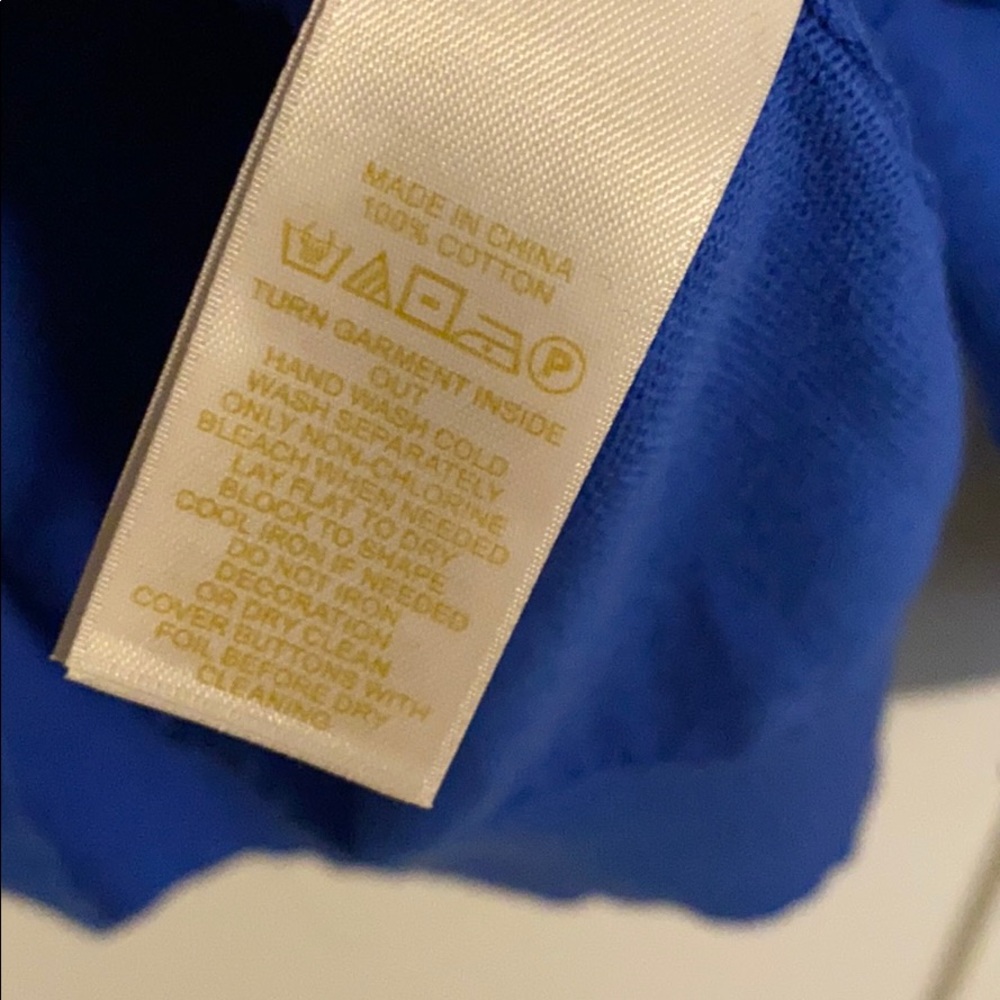 MADE IN CHINA
100% COTTON
P
TURN GARMENT INSIDE
OUT
HAND WASH COLD
WASH SEPARATELY
ONLY NON-CHLORINE
BLEACH WHEN NEEDED
LAY FLAT TO DRY
BLOCK TO SHAPE
COOL IRON IF NEEDED
DO NOT IRON
DECORATION
OR DRY CLEAN
COVER BUTTONS WITH
FOIL BEFORE DRY
CLEANING